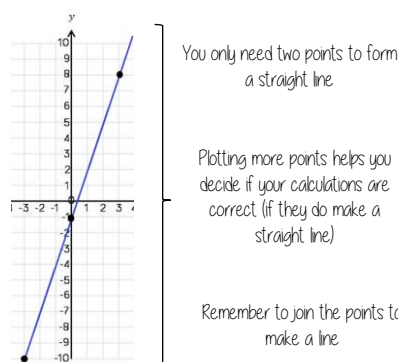 y
10
9
8
7
6
5
4
3
2
1
0
-3 -2 -1 1 2 3
-1
-2
-3
-4
-5
-6
-7
-8
-9
-10
You only need two points to form
a straight line
Plotting more points helps you
decide if your calculations are
correct (if they do make a
straight line)
Remember to join the points to
make a line